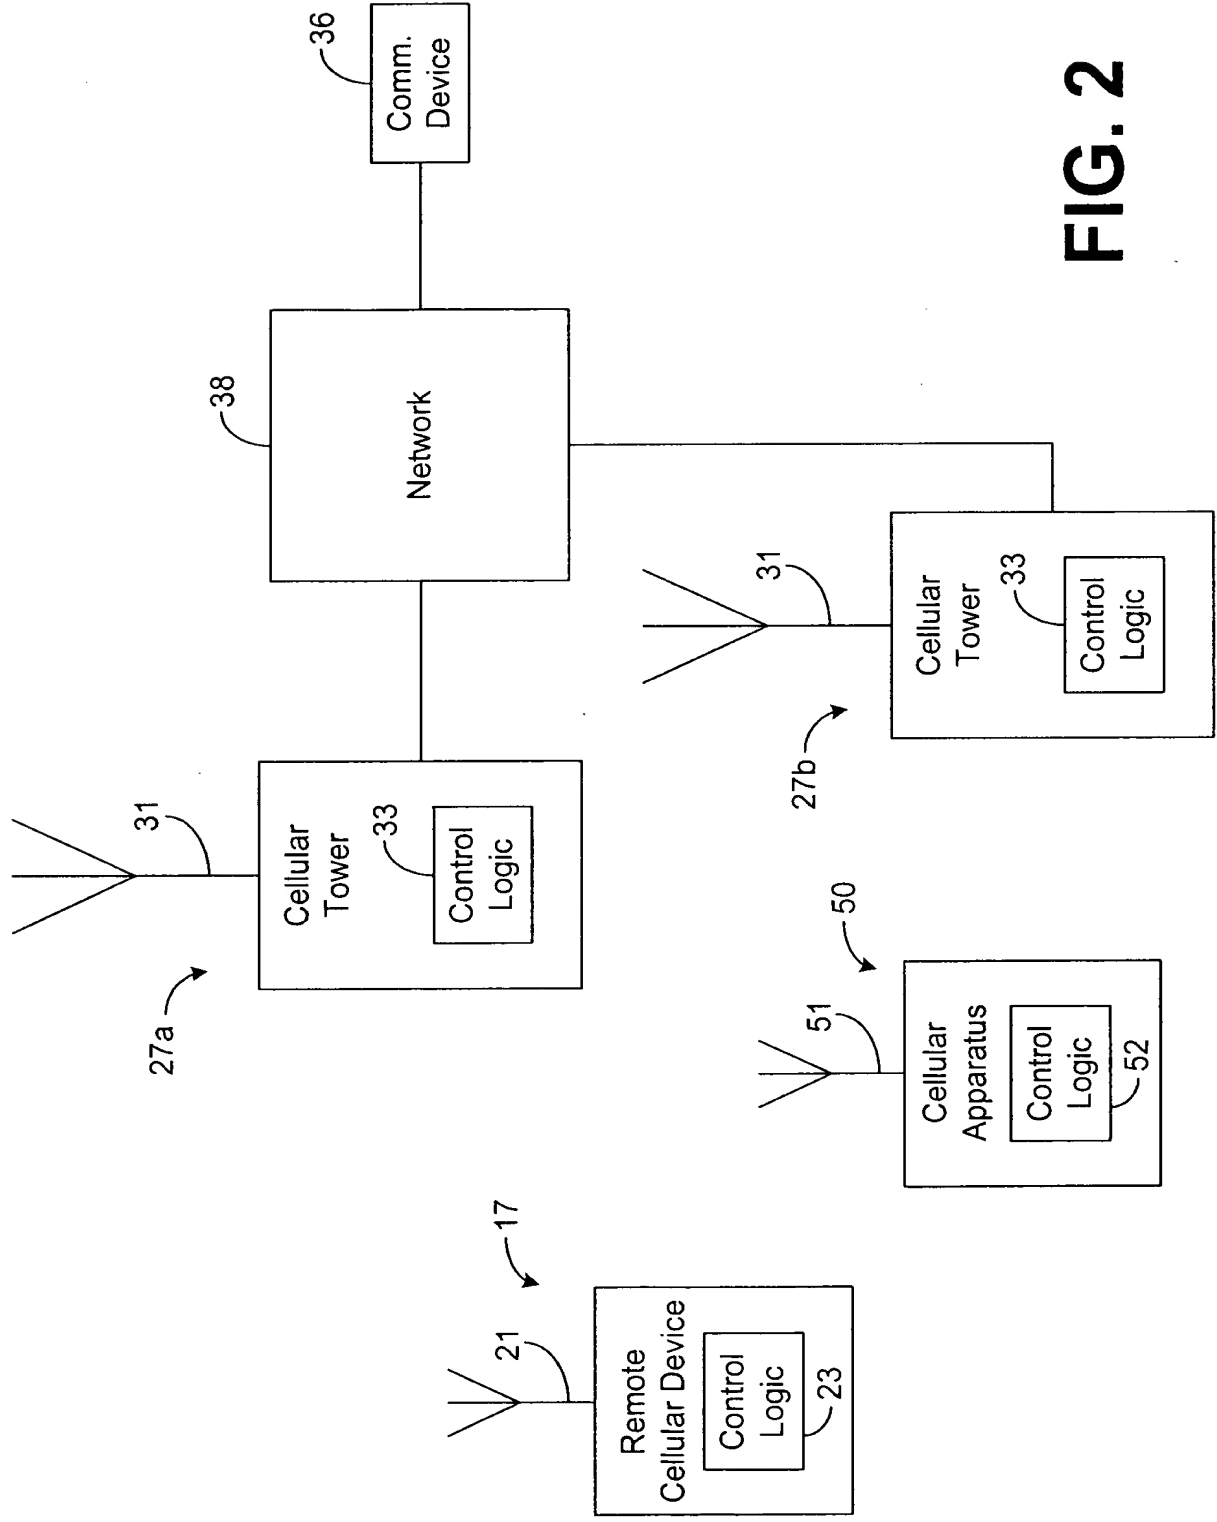 27a
31
Cellular
Tower
33
Control
Logic
38
Network
36
Comm.
Device
21
17
Remote
Cellular Device
Control
Logic
23
51
50
Cellular
Apparatus
Control
Logic
52
27b
31
Cellular
Tower
33
Control
Logic
FIG. 2